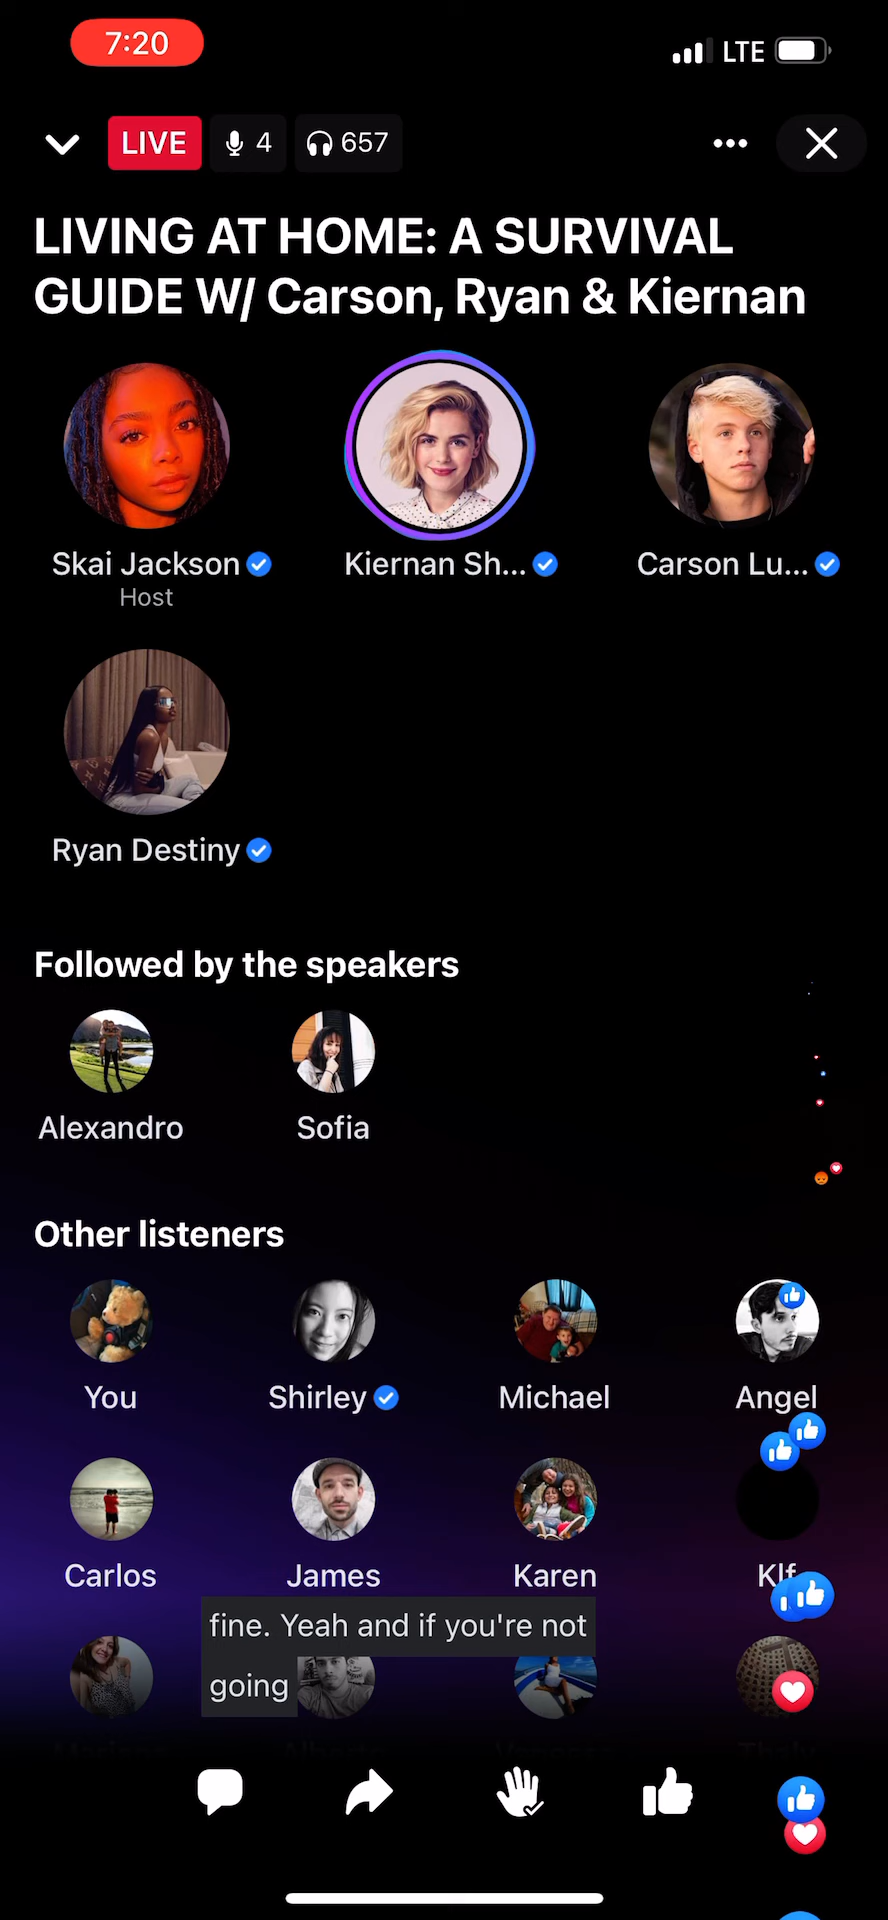 7:20
LTE
LIVE 4 657
LIVING AT HOME: A SURVIVAL
GUIDE W/ Carson, Ryan & Kiernan
Skai Jackson Kiernan Sh... Carson Lu...
Host
Ryan Destiny
Followed by the speakers
Alexandro Sofia
Other listeners
You Shirley Michael Angel
Carlos James Karen Klf
fine. Yeah and if you're not
going